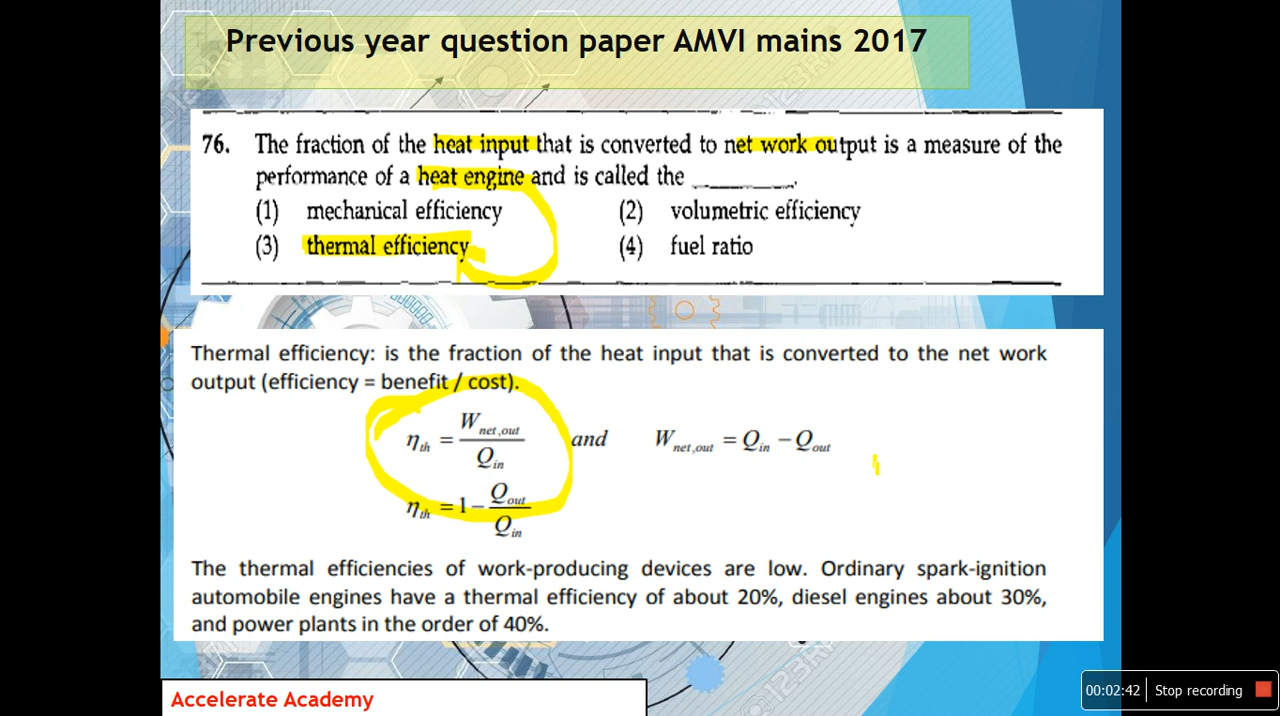 Previous year question paper AMVI mains 2017
76. The fraction of the heat input that is converted to net work output is a measure of the
performance of a heat engine and is called the ________.
(1) mechanical efficiency (2) volumetric efficiency
(3) thermal efficiency (4) fuel ratio
Thermal efficiency: is the fraction of the heat input that is converted to the net work
output (efficiency = benefit / cost).
η_th = W_net,out / Q_in and W_net,out = Q_in − Q_out
η_th = 1 − Q_out / Q_in
The thermal efficiencies of work-producing devices are low. Ordinary spark-ignition
automobile engines have a thermal efficiency of about 20%, diesel engines about 30%,
and power plants in the order of 40%.
Accelerate Academy
00:02:42 Stop recording